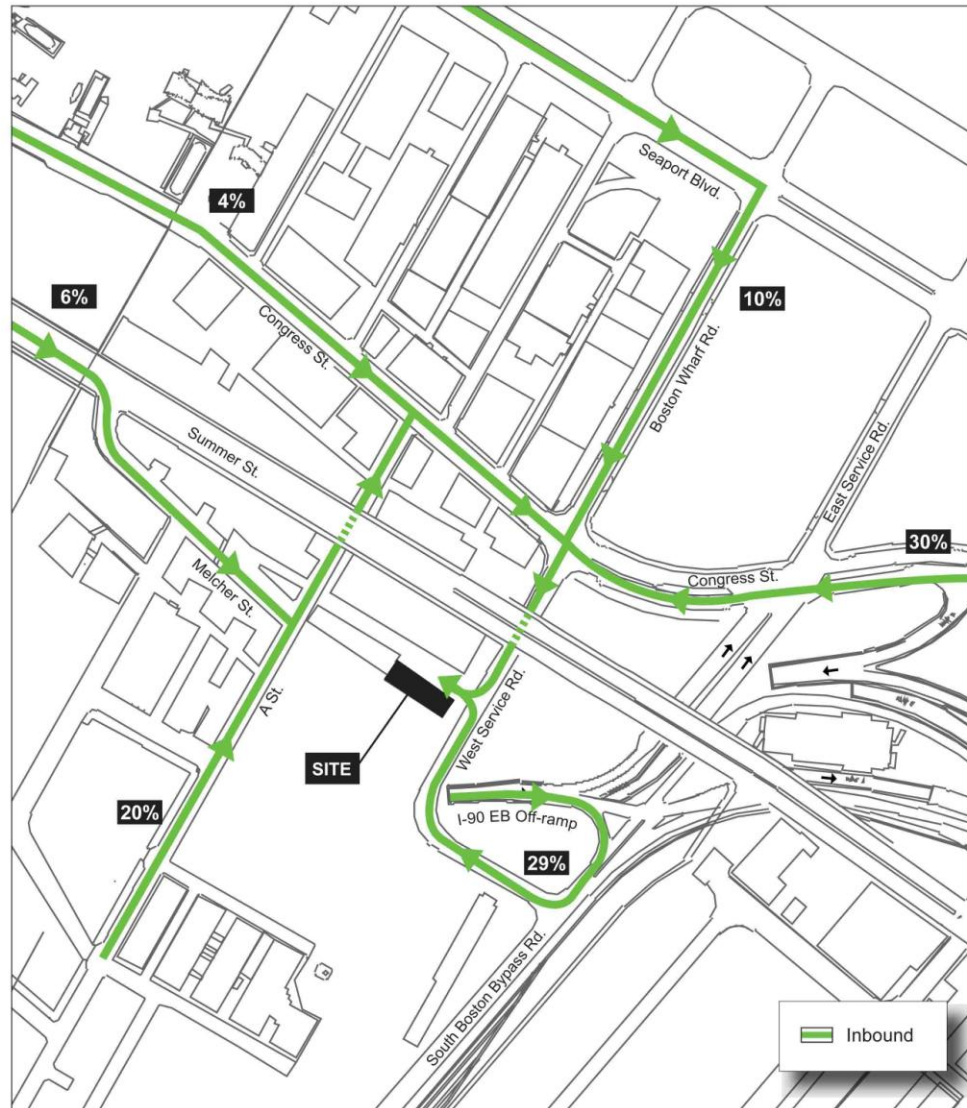 Seaport Blvd.
4%
6%
10%
Congress St.
Boston Wharf Rd.
Summer St.
East Service Rd.
30%
Congress St.
Melcher St.
A St.
West Service Rd.
SITE
20%
I-90 EB Off-ramp
29%
South Boston Bypass Rd.
Inbound